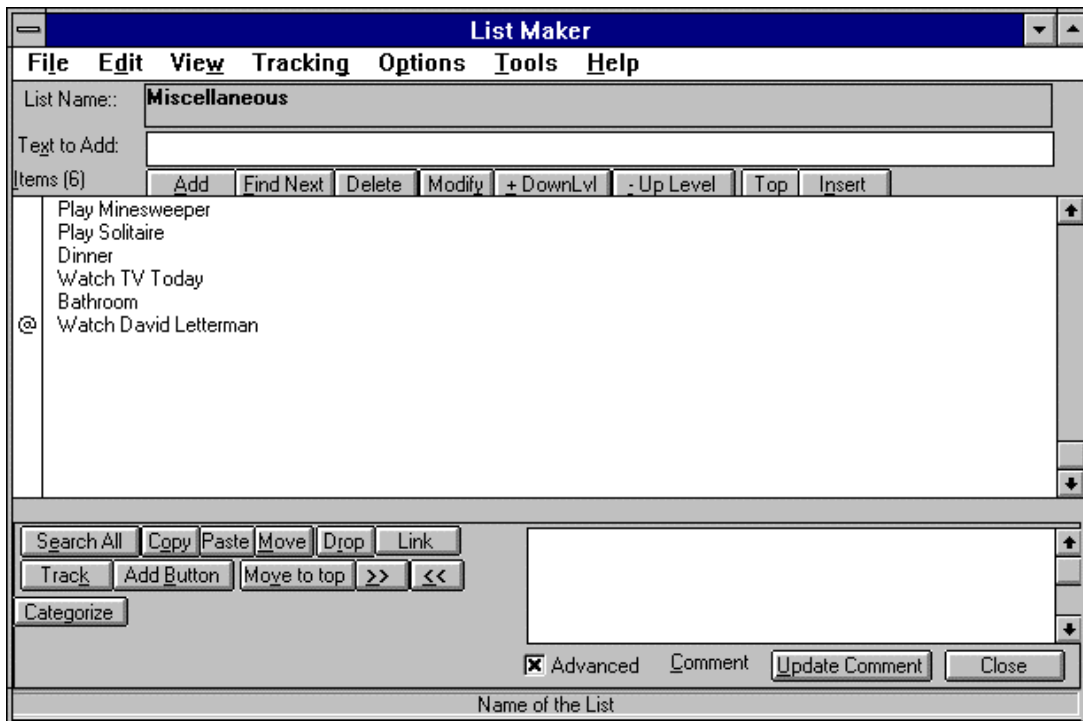 List Maker
File Edit View Tracking Options Tools Help
List Name:: Miscellaneous
Text to Add:
Items (6) Add Find Next Delete Modify + DownLvl - Up Level Top Insert
Play Minesweeper
Play Solitaire
Dinner
Watch TV Today
Bathroom
@ Watch David Letterman
Search All Copy Paste Move Drop Link
Track Add Button Move to top >> <<
Categorize
Advanced Comment Update Comment Close
Name of the List